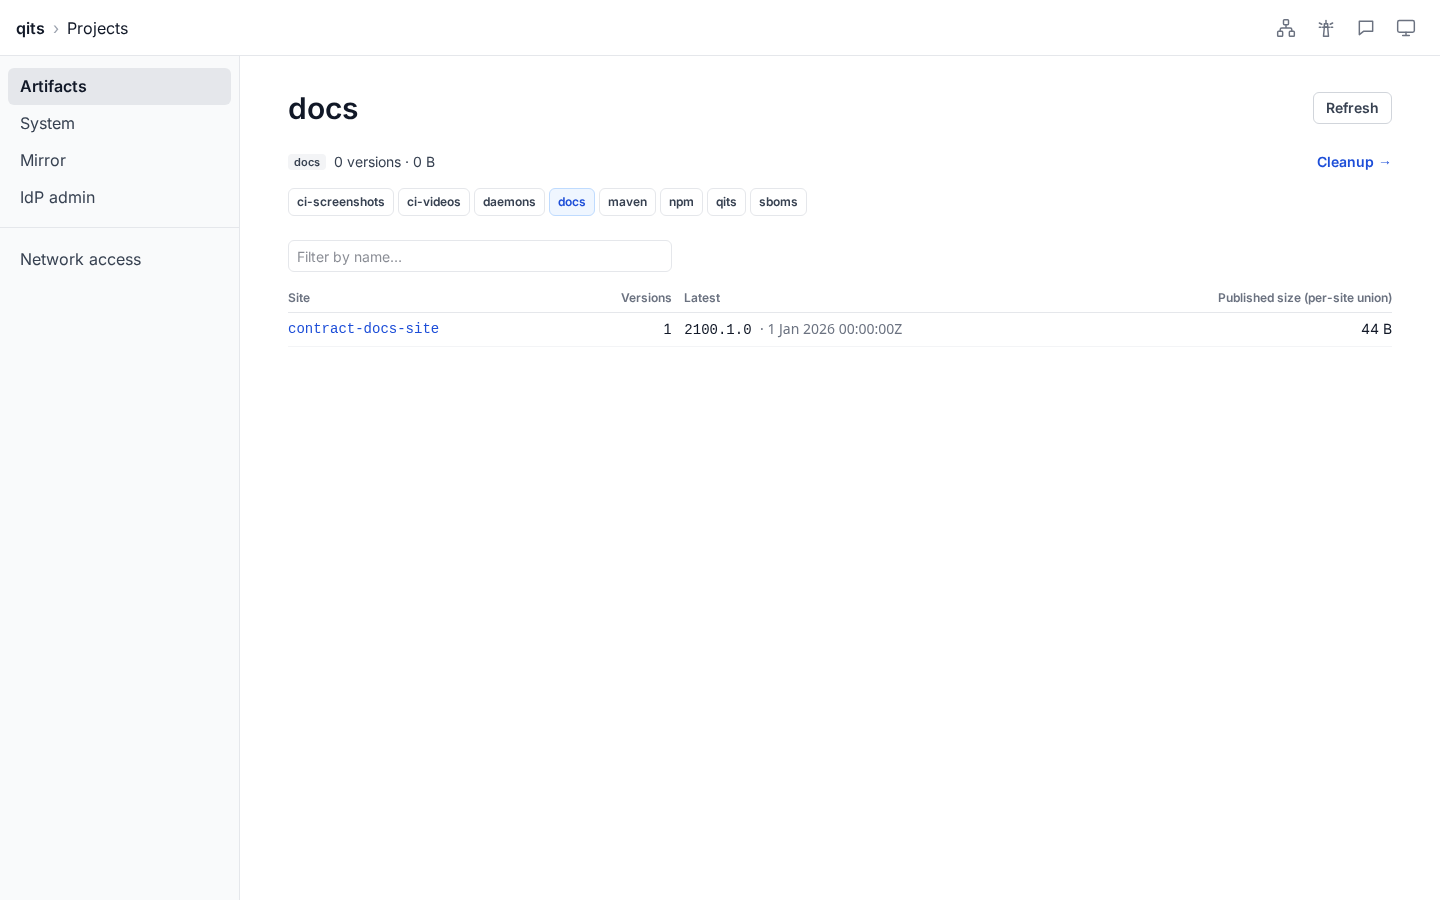 qits › Projects
Artifacts
System
Mirror
IdP admin
Network access
docs
Refresh
docs 0 versions · 0 B
Cleanup →
ci-screenshots ci-videos daemons docs maven npm qits sboms
Filter by name...
Site Versions Latest Published size (per-site union)
contract-docs-site 1 2100.1.0 · 1 Jan 2026 00:00:00Z 44 B